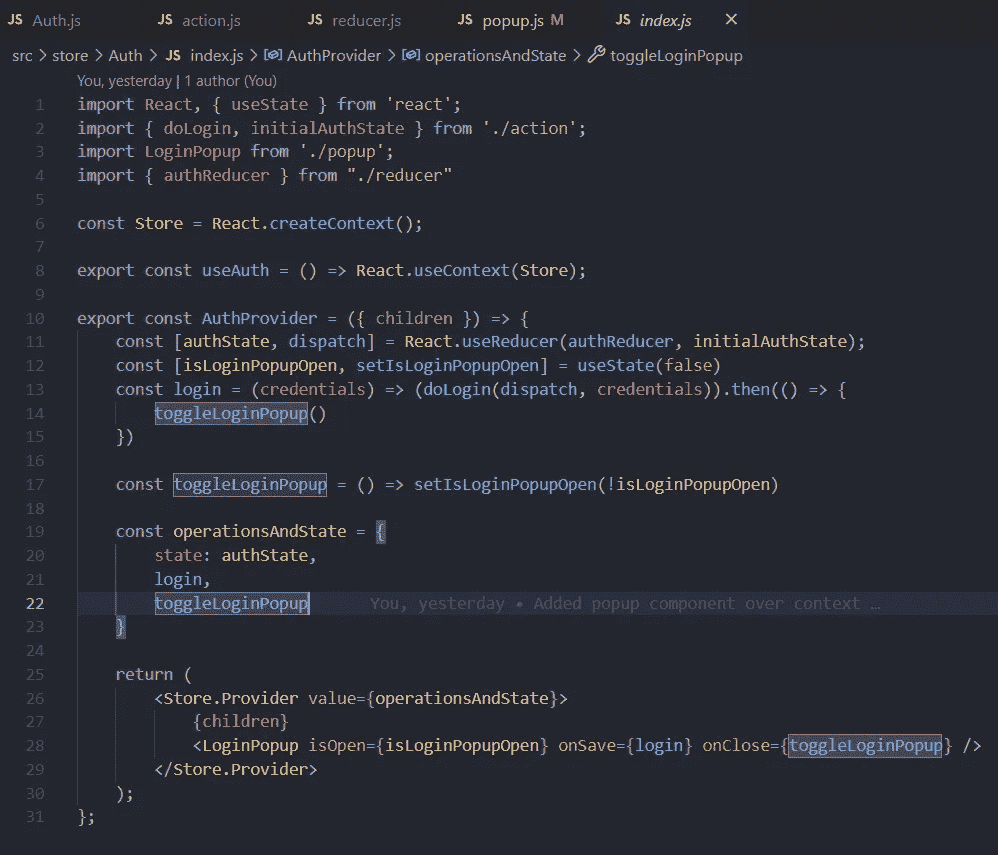 JS Auth.js JS action.js JS reducer.js JS popup.js M JS index.js ×
src > store > Auth > JS index.js > AuthProvider > operationsAndState > toggleLoginPopup
You, yesterday | 1 author (You)
1 import React, { useState } from 'react';
2 import { doLogin, initialAuthState } from './action';
3 import LoginPopup from './popup';
4 import { authReducer } from "./reducer"
5
6 const Store = React.createContext();
7
8 export const useAuth = () => React.useContext(Store);
9
10 export const AuthProvider = ({ children }) => {
11     const [authState, dispatch] = React.useReducer(authReducer, initialAuthState);
12     const [isLoginPopupOpen, setIsLoginPopupOpen] = useState(false)
13     const login = (credentials) => (doLogin(dispatch, credentials)).then(() => {
14         toggleLoginPopup()
15     })
16
17     const toggleLoginPopup = () => setIsLoginPopupOpen(!isLoginPopupOpen)
18
19     const operationsAndState = {
20         state: authState,
21         login,
22         toggleLoginPopup You, yesterday • Added popup component over context …
23     }
24
25     return (
26         <Store.Provider value={operationsAndState}>
27             {children}
28             <LoginPopup isOpen={isLoginPopupOpen} onSave={login} onClose={toggleLoginPopup} />
29         </Store.Provider>
30     );
31 };